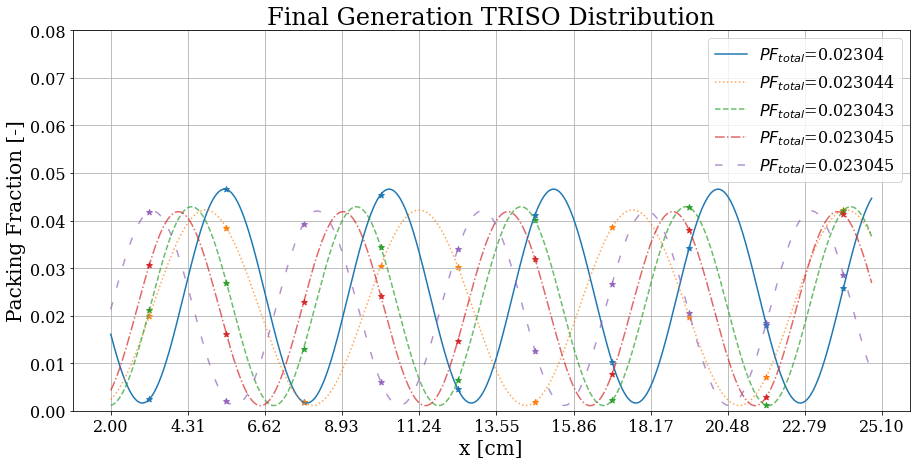 Final Generation TRISO Distribution
Packing Fraction [-]
0.08
0.07
0.06
0.05
0.04
0.03
0.02
0.01
0.00
PF_total=0.02304
PF_total=0.023044
PF_total=0.023043
PF_total=0.023045
PF_total=0.023045
2.00 4.31 6.62 8.93 11.24 13.55 15.86 18.17 20.48 22.79 25.10
x [cm]